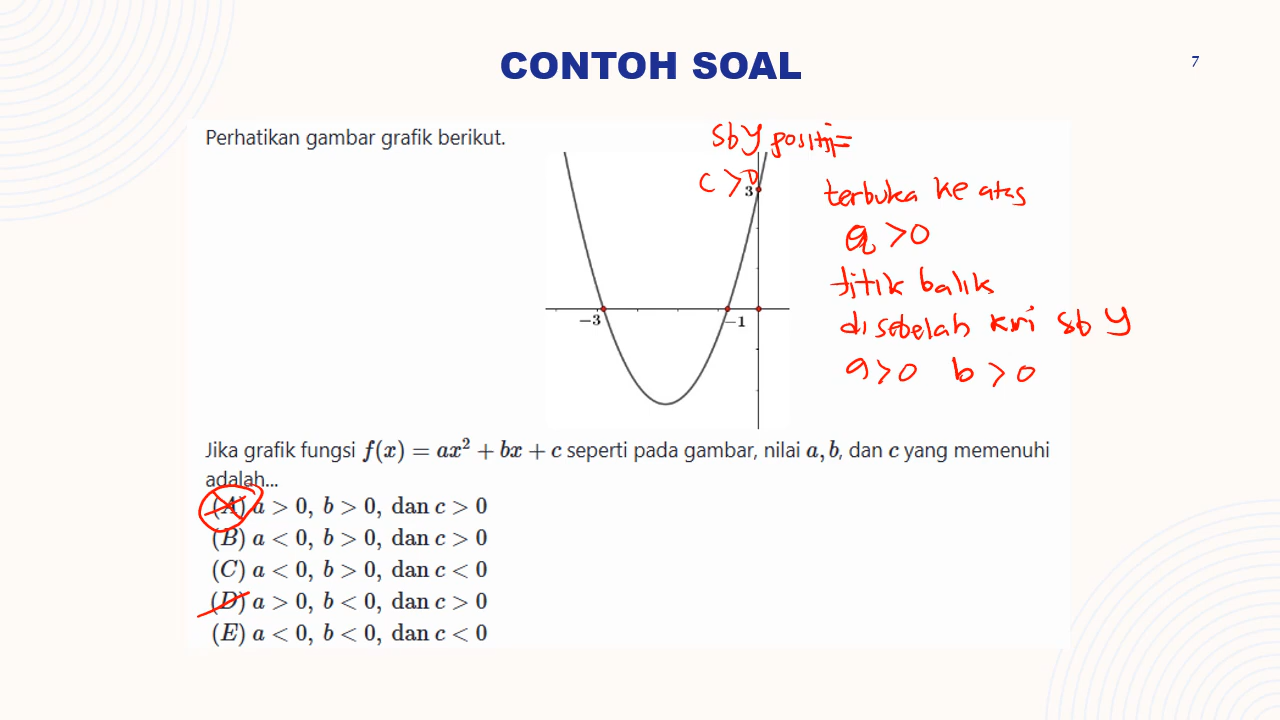 CONTOH SOAL
7
Perhatikan gambar grafik berikut.
sb y positif =
c > 0
3
terbuka ke atas
a > 0
titik balik
disebelah kiri sb y
a > 0 b > 0
−3
−1
Jika grafik fungsi f(x) = ax² + bx + c seperti pada gambar, nilai a, b, dan c yang memenuhi
adalah...
(A) a > 0, b > 0, dan c > 0
(B) a < 0, b > 0, dan c > 0
(C) a < 0, b > 0, dan c < 0
(D) a > 0, b < 0, dan c > 0
(E) a < 0, b < 0, dan c < 0